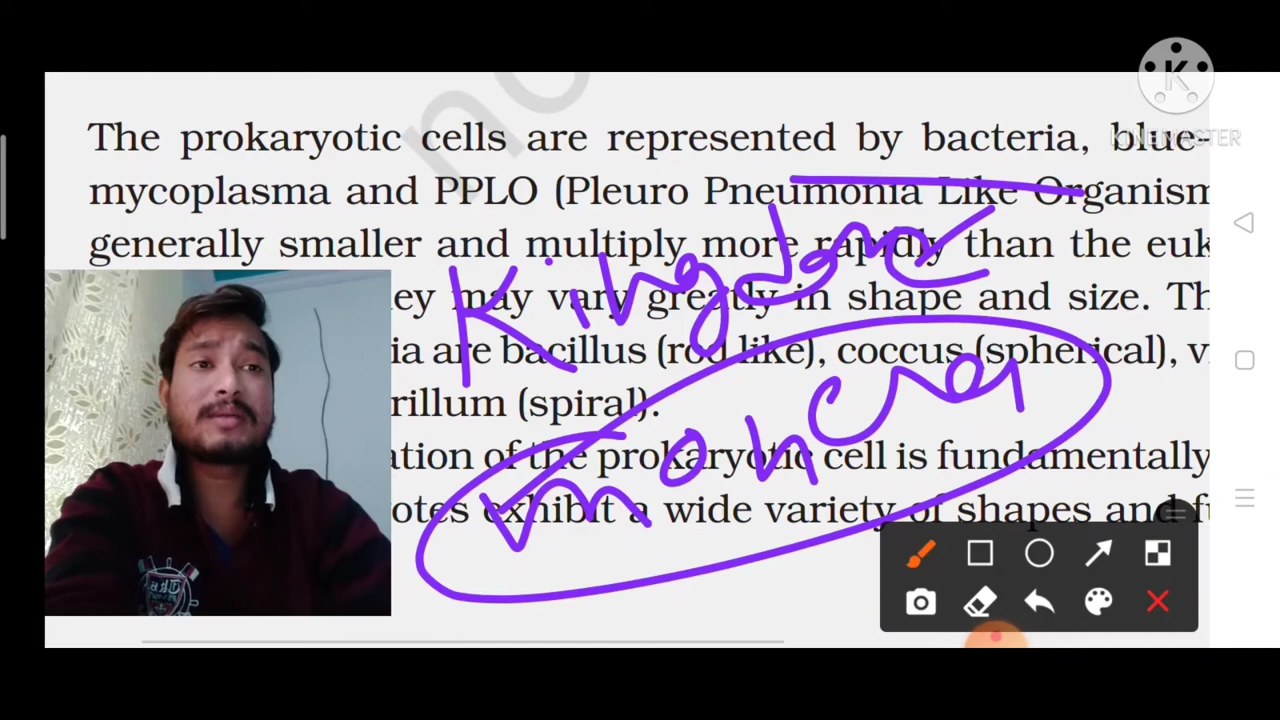 KINEMASTER
The prokaryotic cells are represented by bacteria, blue-
mycoplasma and PPLO (Pleuro Pneumonia Like Organism
generally smaller and multiply more rapidly than the euk
ey may vary greatly in shape and size. Th
ia are bacillus (rod like), coccus (spherical), vi
rillum (spiral).
ation of the prokaryotic cell is fundamentally
otes exhibit a wide variety of shapes and fu
Kingdom
monera